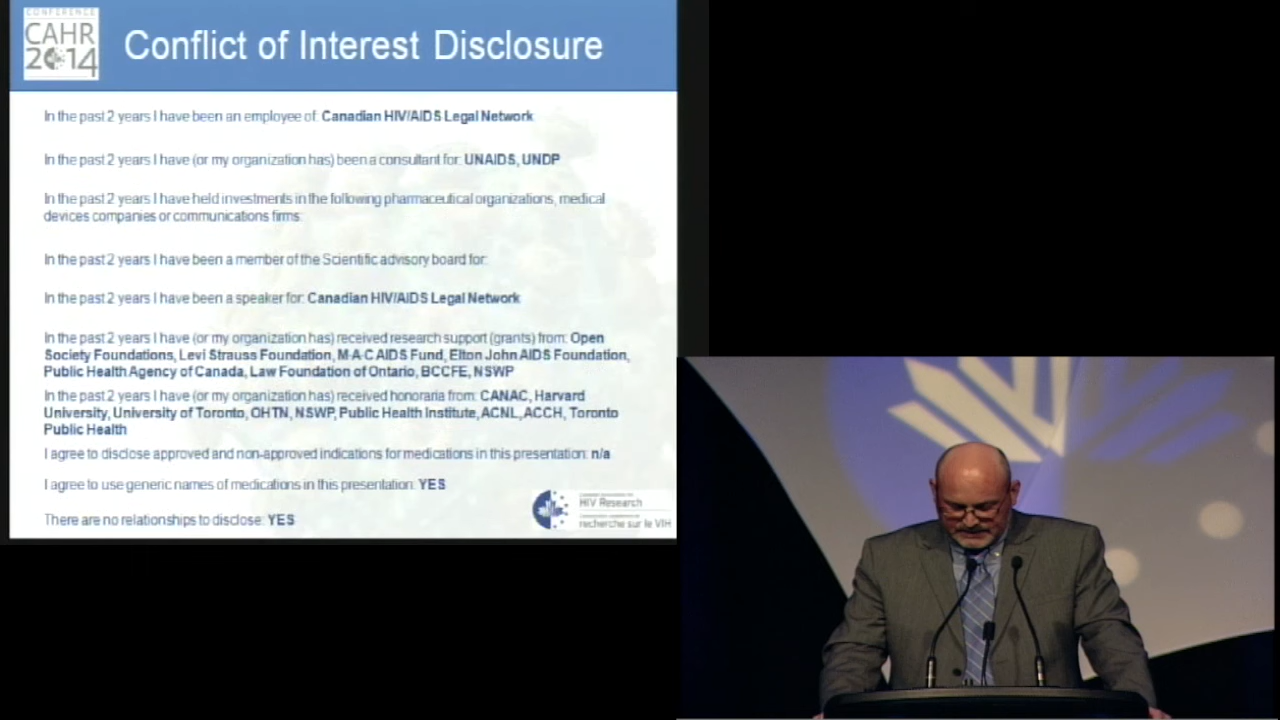 CONFERENCE
CAHR
2014
Conflict of Interest Disclosure
In the past 2 years I have been an employee of: Canadian HIV/AIDS Legal Network
In the past 2 years I have (or my organization has) been a consultant for: UNAIDS, UNDP
In the past 2 years I have held investments in the following pharmaceutical organizations, medical
devices companies or communications firms:
In the past 2 years I have been a member of the Scientific advisory board for:
In the past 2 years I have been a speaker for: Canadian HIV/AIDS Legal Network
In the past 2 years I have (or my organization has) received research support (grants) from: Open
Society Foundations, Levi Strauss Foundation, M·A·C AIDS Fund, Elton John AIDS Foundation,
Public Health Agency of Canada, Law Foundation of Ontario, BCCFE, NSWP
In the past 2 years I have (or my organization has) received honoraria from: CANAC, Harvard
University, University of Toronto, OHTN, NSWP, Public Health Institute, ACNL, ACCH, Toronto
Public Health
I agree to disclose approved and non-approved indications for medications in this presentation: n/a
I agree to use generic names of medications in this presentation: YES
There are no relationships to disclose: YES
HIV Research
recherche sur le VIH